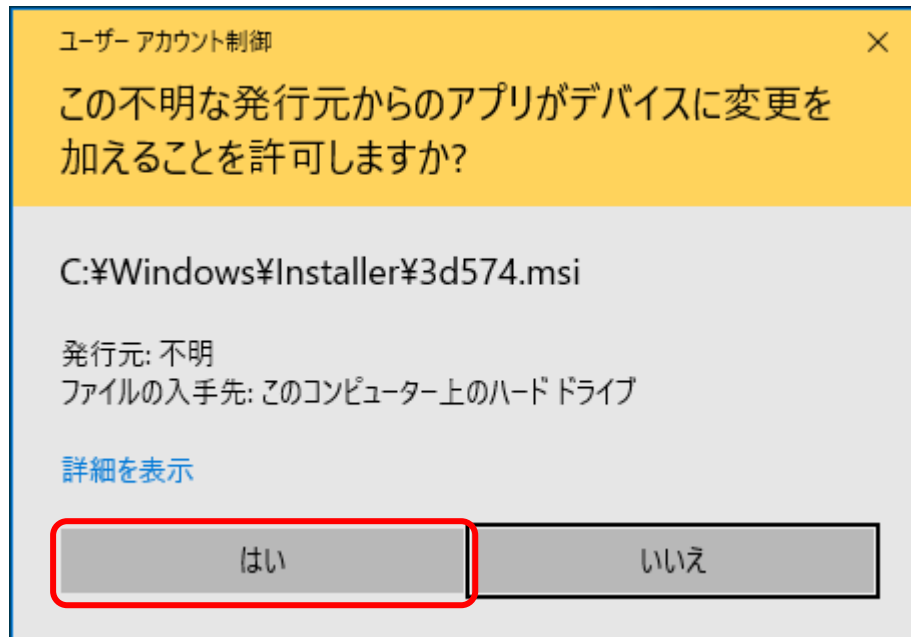 ユーザー アカウント制御
この不明な発行元からのアプリがデバイスに変更を
加えることを許可しますか?
C:¥Windows¥Installer¥3d574.msi
発行元: 不明
ファイルの入手先: このコンピューター上のハード ドライブ
詳細を表示
はい
いいえ